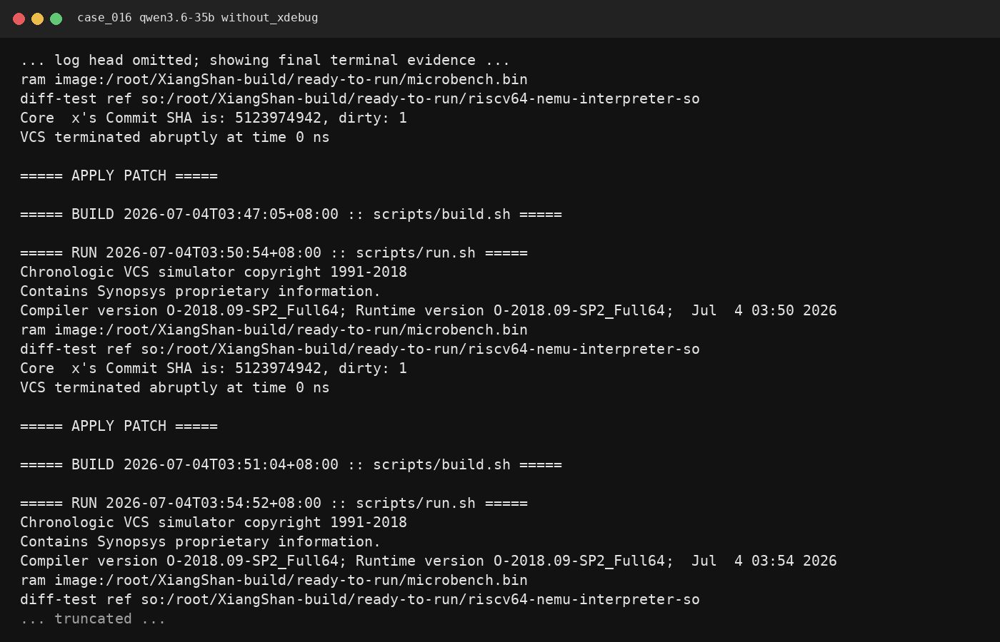 case_016 qwen3.6-35b without_xdebug
... log head omitted; showing final terminal evidence ...
ram image:/root/XiangShan-build/ready-to-run/microbench.bin
diff-test ref so:/root/XiangShan-build/ready-to-run/riscv64-nemu-interpreter-so
Core  x's Commit SHA is: 5123974942, dirty: 1
VCS terminated abruptly at time 0 ns
===== APPLY PATCH =====
===== BUILD 2026-07-04T03:47:05+08:00 :: scripts/build.sh =====
===== RUN 2026-07-04T03:50:54+08:00 :: scripts/run.sh =====
Chronologic VCS simulator copyright 1991-2018
Contains Synopsys proprietary information.
Compiler version O-2018.09-SP2_Full64; Runtime version O-2018.09-SP2_Full64;  Jul  4 03:50 2026
ram image:/root/XiangShan-build/ready-to-run/microbench.bin
diff-test ref so:/root/XiangShan-build/ready-to-run/riscv64-nemu-interpreter-so
Core  x's Commit SHA is: 5123974942, dirty: 1
VCS terminated abruptly at time 0 ns
===== APPLY PATCH =====
===== BUILD 2026-07-04T03:51:04+08:00 :: scripts/build.sh =====
===== RUN 2026-07-04T03:54:52+08:00 :: scripts/run.sh =====
Chronologic VCS simulator copyright 1991-2018
Contains Synopsys proprietary information.
Compiler version O-2018.09-SP2_Full64; Runtime version O-2018.09-SP2_Full64;  Jul  4 03:54 2026
ram image:/root/XiangShan-build/ready-to-run/microbench.bin
diff-test ref so:/root/XiangShan-build/ready-to-run/riscv64-nemu-interpreter-so
... truncated ...